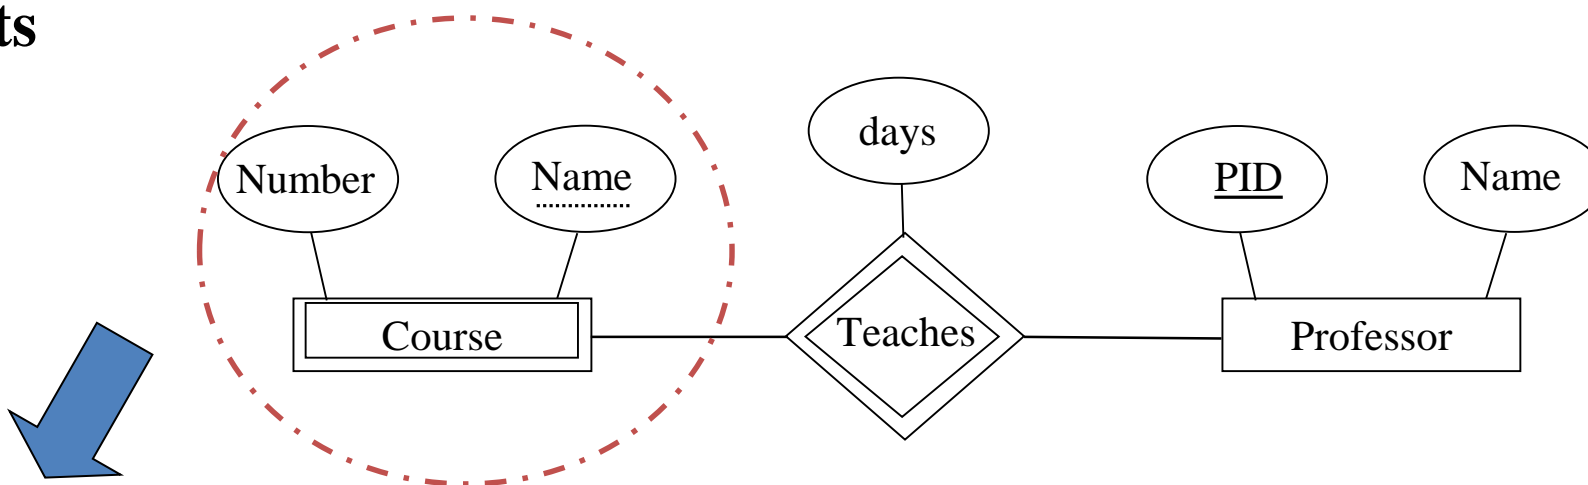 ts
days
Number
Name
PID
Name
Course
Teaches
Professor